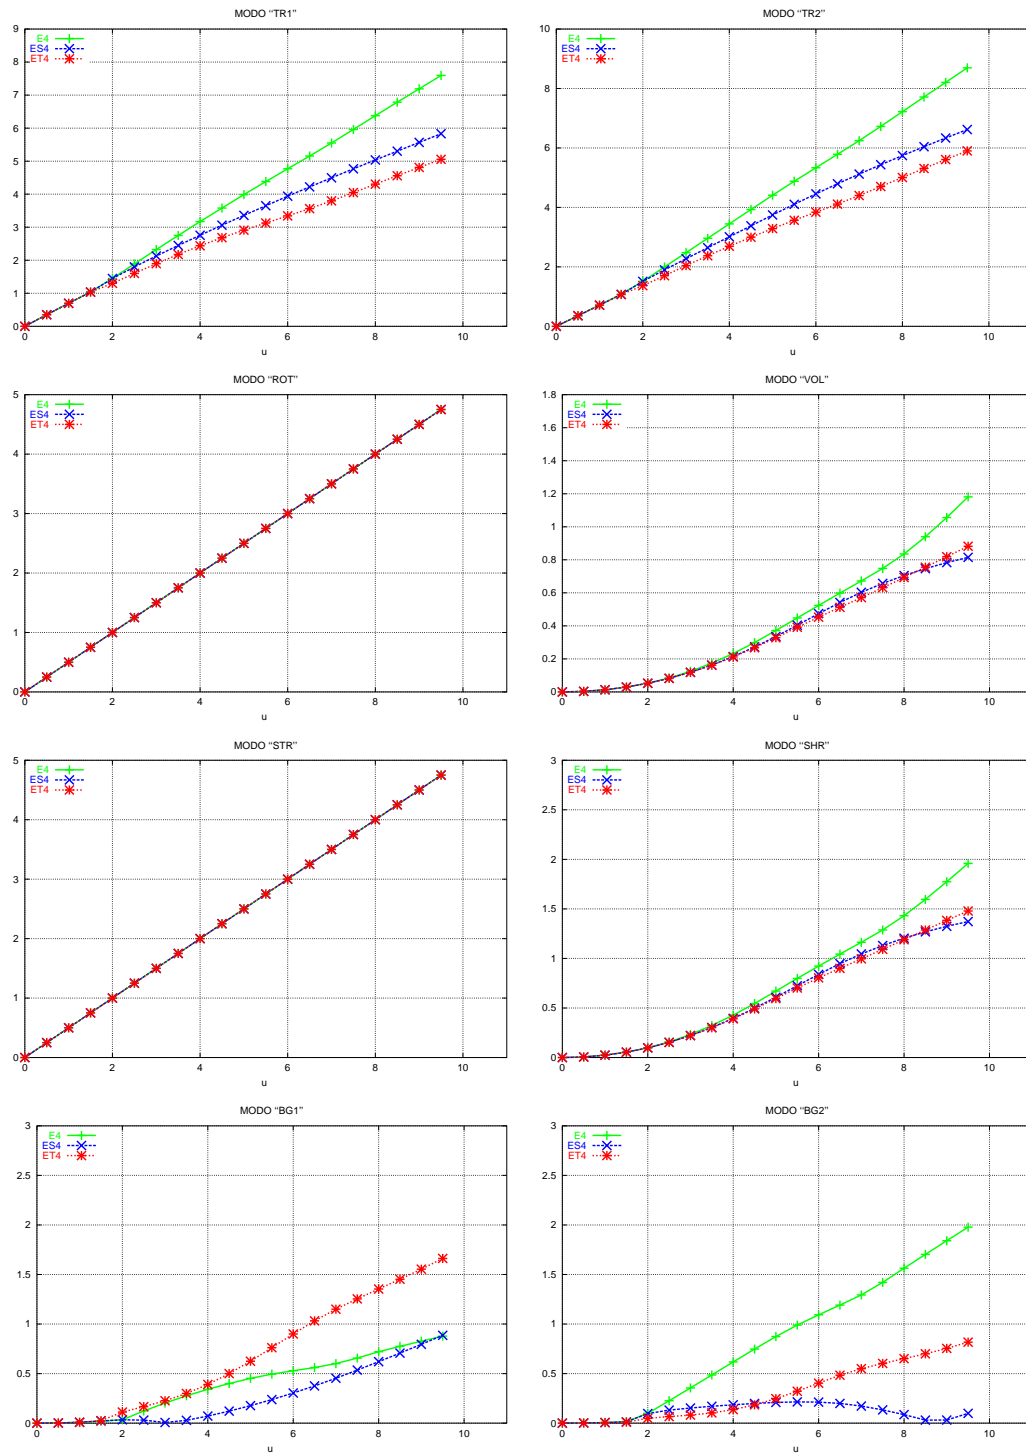 MODO “TR1”
E4
ES4
ET4
9
8
7
6
5
4
3
2
1
0
0 2 4 6 8 10
u
MODO “TR2”
E4
ES4
ET4
10
8
6
4
2
0
0 2 4 6 8 10
u
MODO “ROT”
E4
ES4
ET4
5
4
3
2
1
0
0 2 4 6 8 10
u
MODO “VOL”
E4
ES4
ET4
1.8
1.6
1.4
1.2
1
0.8
0.6
0.4
0.2
0
0 2 4 6 8 10
u
MODO “STR”
E4
ES4
ET4
5
4
3
2
1
0
0 2 4 6 8 10
u
MODO “SHR”
E4
ES4
ET4
3
2.5
2
1.5
1
0.5
0
0 2 4 6 8 10
u
MODO “BG1”
E4
ES4
ET4
3
2.5
2
1.5
1
0.5
0
0 2 4 6 8 10
u
MODO “BG2”
E4
ES4
ET4
3
2.5
2
1.5
1
0.5
0
0 2 4 6 8 10
u